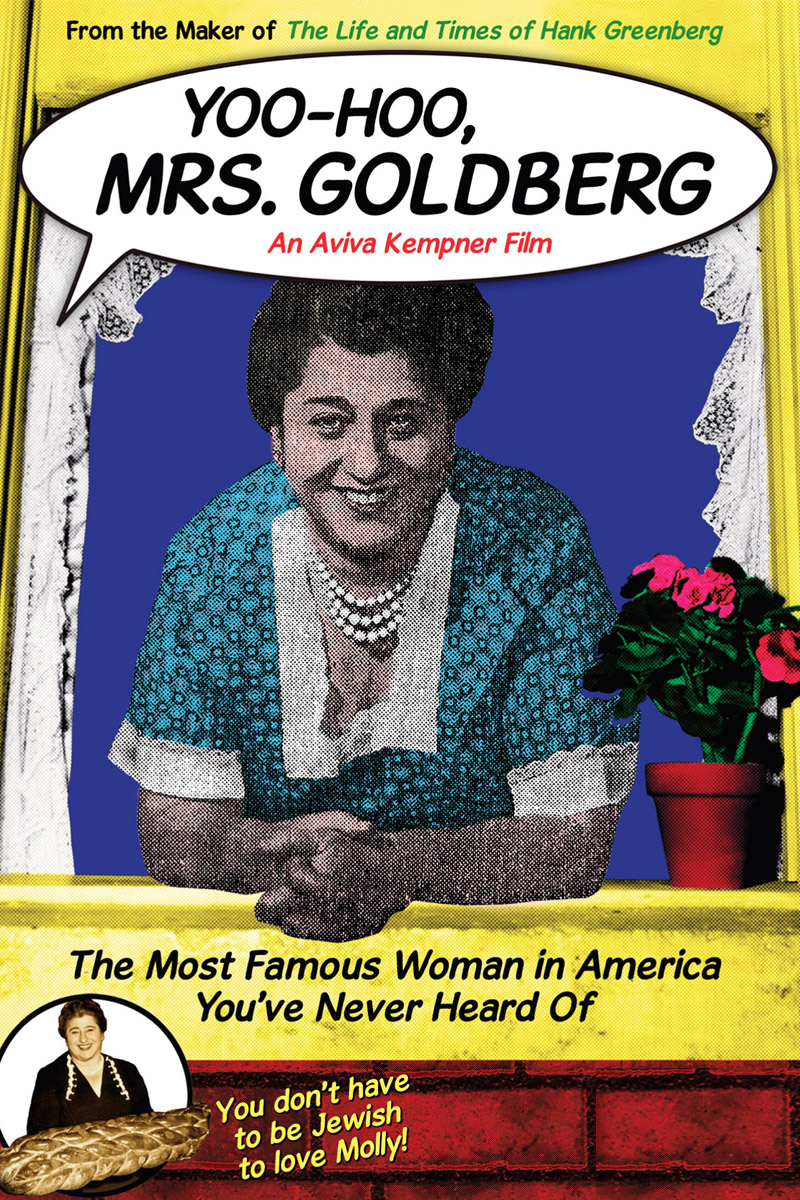 From the Maker of The Life and Times of Hank Greenberg
YOO-HOO,
MRS. GOLDBERG
An Aviva Kempner Film
The Most Famous Woman in America
You've Never Heard Of
You don't have
to be Jewish
to love Molly!